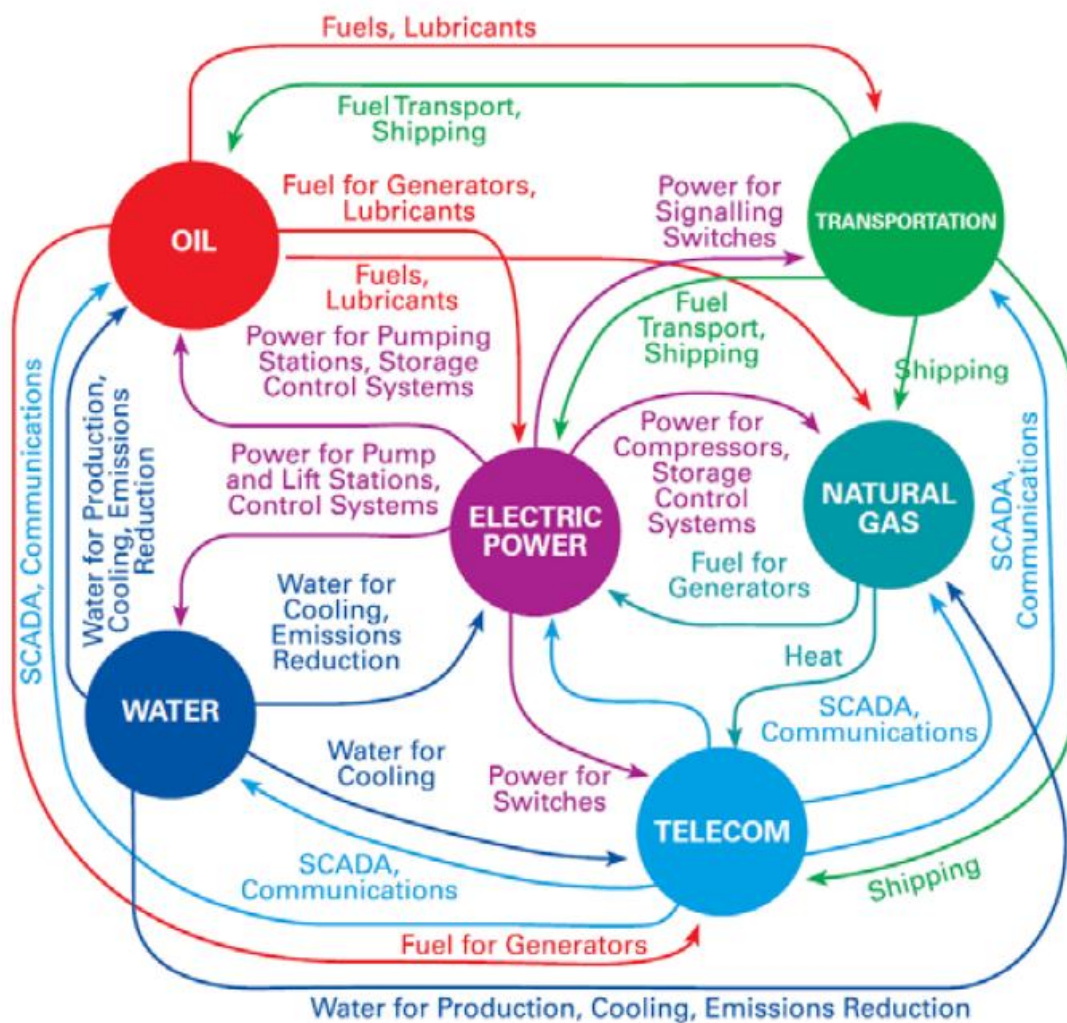 Fuels, Lubricants
Fuel Transport,
Shipping
Fuel for Generators,
Lubricants
Power for
Signalling
Switches
TRANSPORTATION
OIL
Fuels,
Lubricants
Fuel
Transport,
Shipping
Shipping
Power for Pumping
Stations, Storage
Control Systems
Power for
Compressors,
Storage
Control
Systems
SCADA, Communications
Water for Production,
Cooling, Emissions
Reduction
Power for Pump
and Lift Stations,
Control Systems
ELECTRIC
POWER
NATURAL
GAS
SCADA,
Communications
Fuel for
Generators
Water for
Cooling,
Emissions
Reduction
Heat
WATER
SCADA,
Communications
Water for
Cooling
Power for
Switches
TELECOM
SCADA,
Communications
Shipping
Fuel for Generators
Water for Production, Cooling, Emissions Reduction